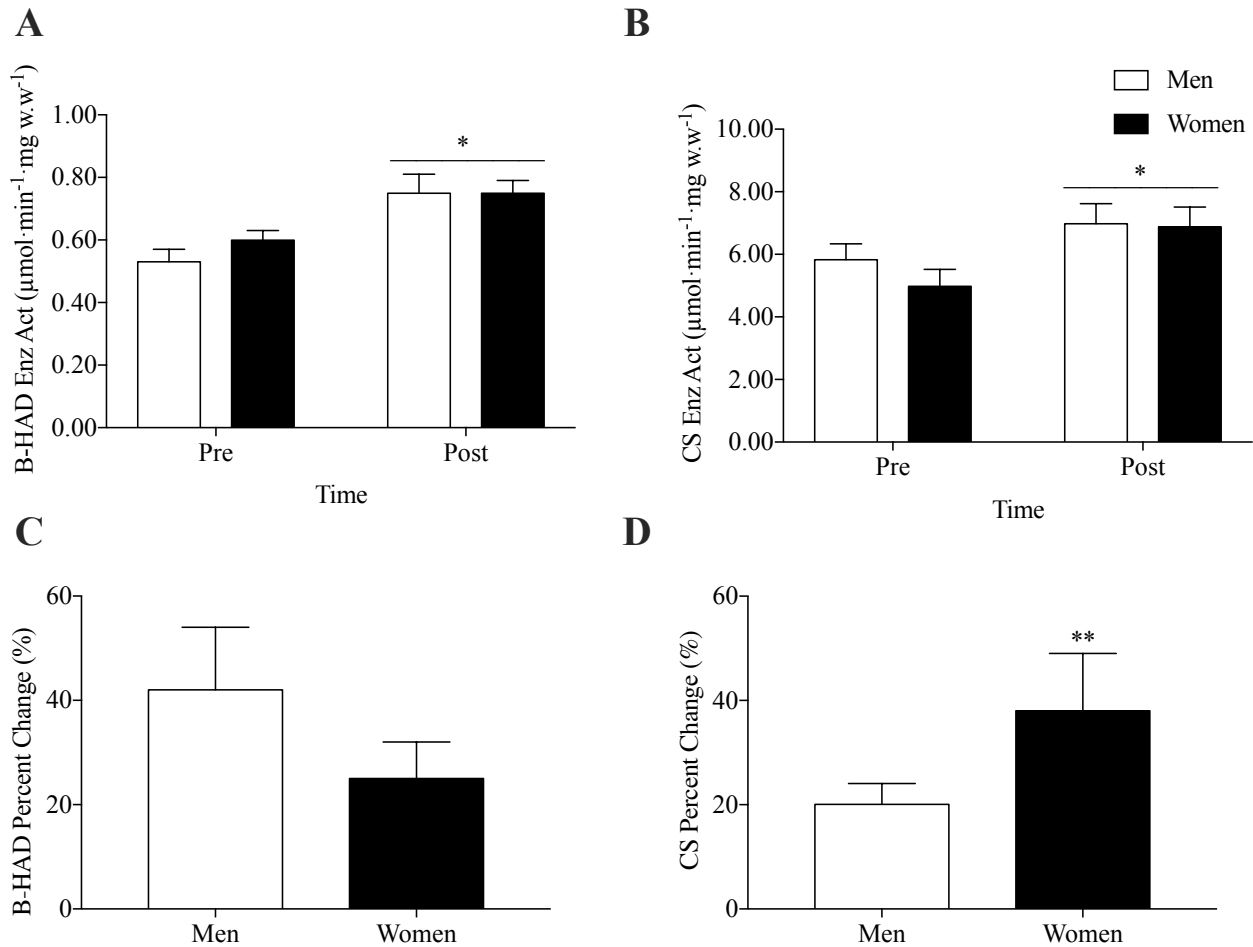 A
B-HAD Enz Act (µmol·min⁻¹·mg w.w⁻¹)
1.00
0.80
0.60
0.40
0.20
0.00
*
Pre
Post
Time
B
Men
Women
CS Enz Act (µmol·min⁻¹·mg w.w⁻¹)
10.00
8.00
6.00
4.00
2.00
0.00
*
Pre
Post
Time
C
B-HAD Percent Change (%)
60
40
20
0
Men
Women
D
CS Percent Change (%)
60
40
20
0
**
Men
Women